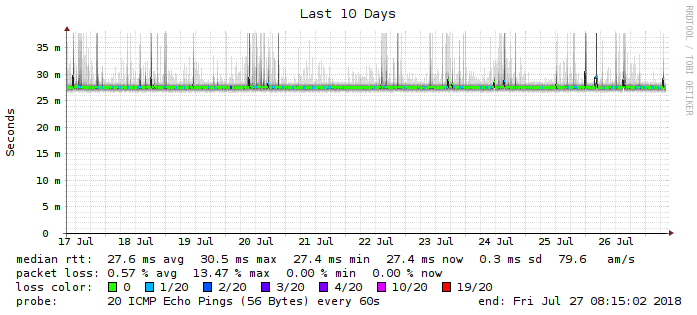 Last 10 Days
RRDTOOL / TOBI OETIKER
35 m
30 m
25 m
20 m
15 m
10 m
5 m
0
Seconds
17 Jul 18 Jul 19 Jul 20 Jul 21 Jul 22 Jul 23 Jul 24 Jul 25 Jul 26 Jul
median rtt: 27.6 ms avg 30.5 ms max 27.4 ms min 27.4 ms now 0.3 ms sd 79.6 am/s
packet loss: 0.57 % avg 13.47 % max 0.00 % min 0.00 % now
loss color: 0 1/20 2/20 3/20 4/20 10/20 19/20
probe: 20 ICMP Echo Pings (56 Bytes) every 60s end: Fri Jul 27 08:15:02 2018